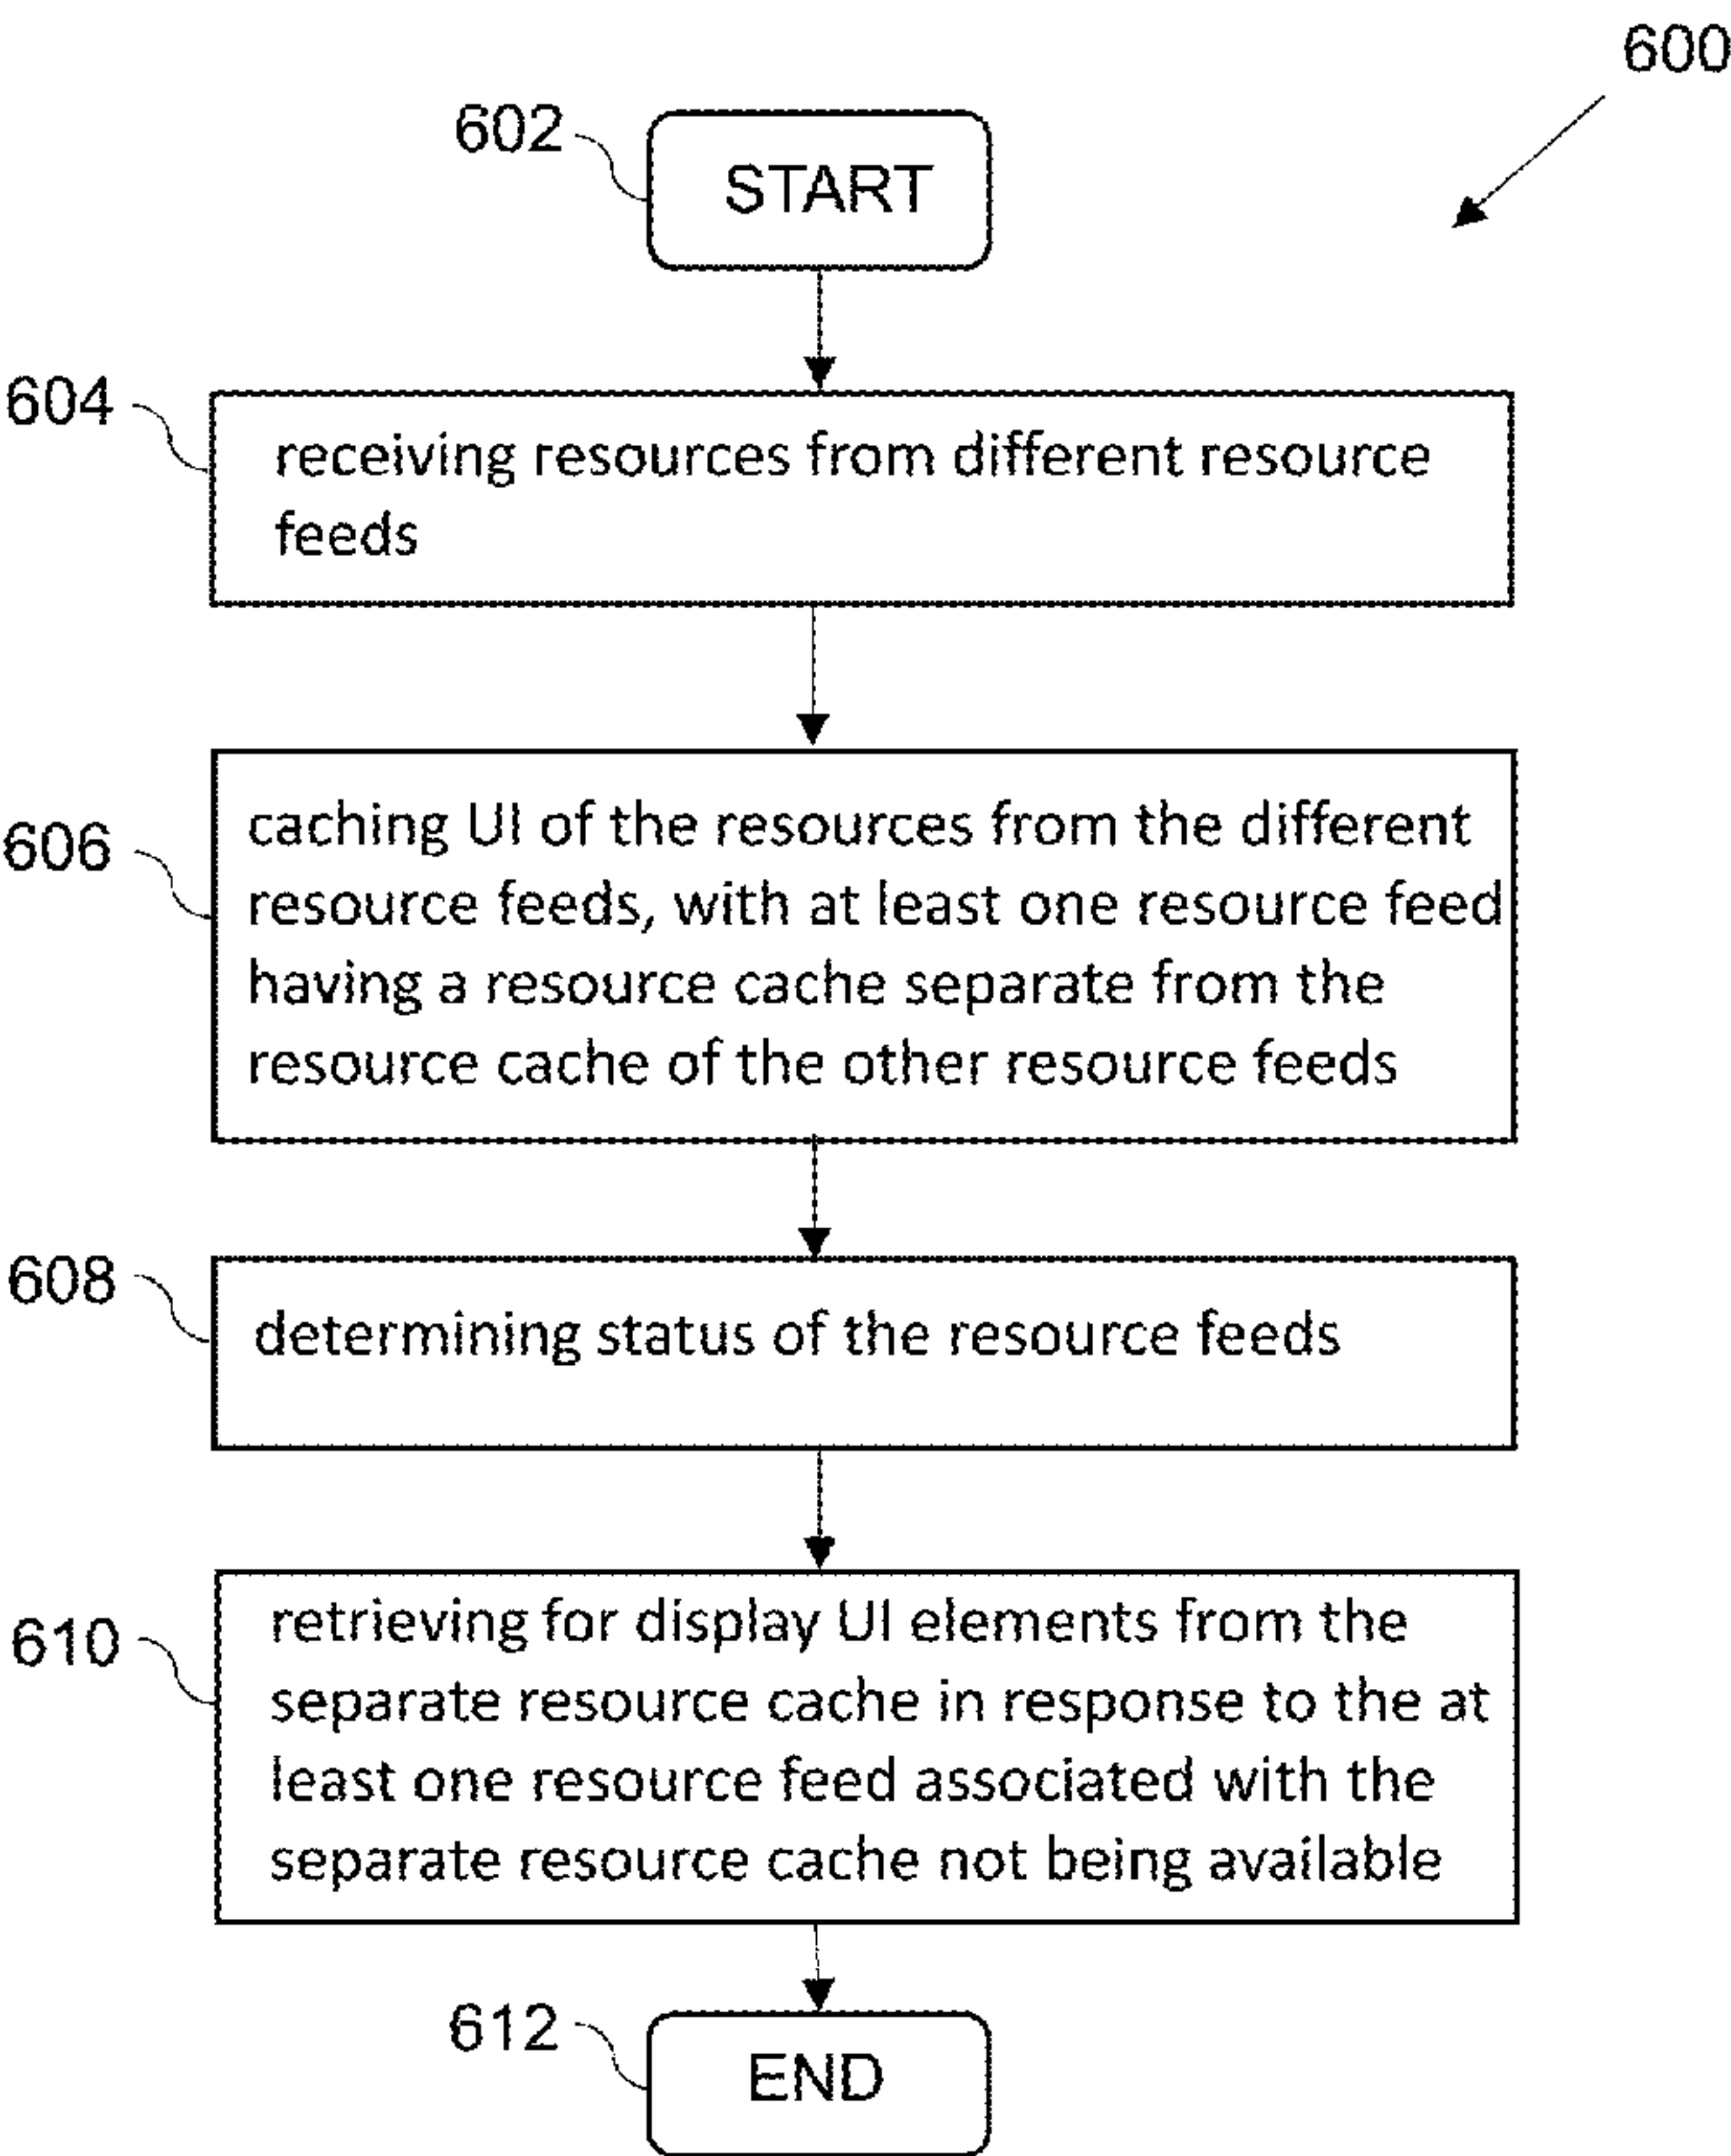 600
602
START
604
receiving resources from different resource
feeds
606
caching UI of the resources from the different
resource feeds, with at least one resource feed
having a resource cache separate from the
resource cache of the other resource feeds
608
determining status of the resource feeds
610
retrieving for display UI elements from the
separate resource cache in response to the at
least one resource feed associated with the
separate resource cache not being available
612
END